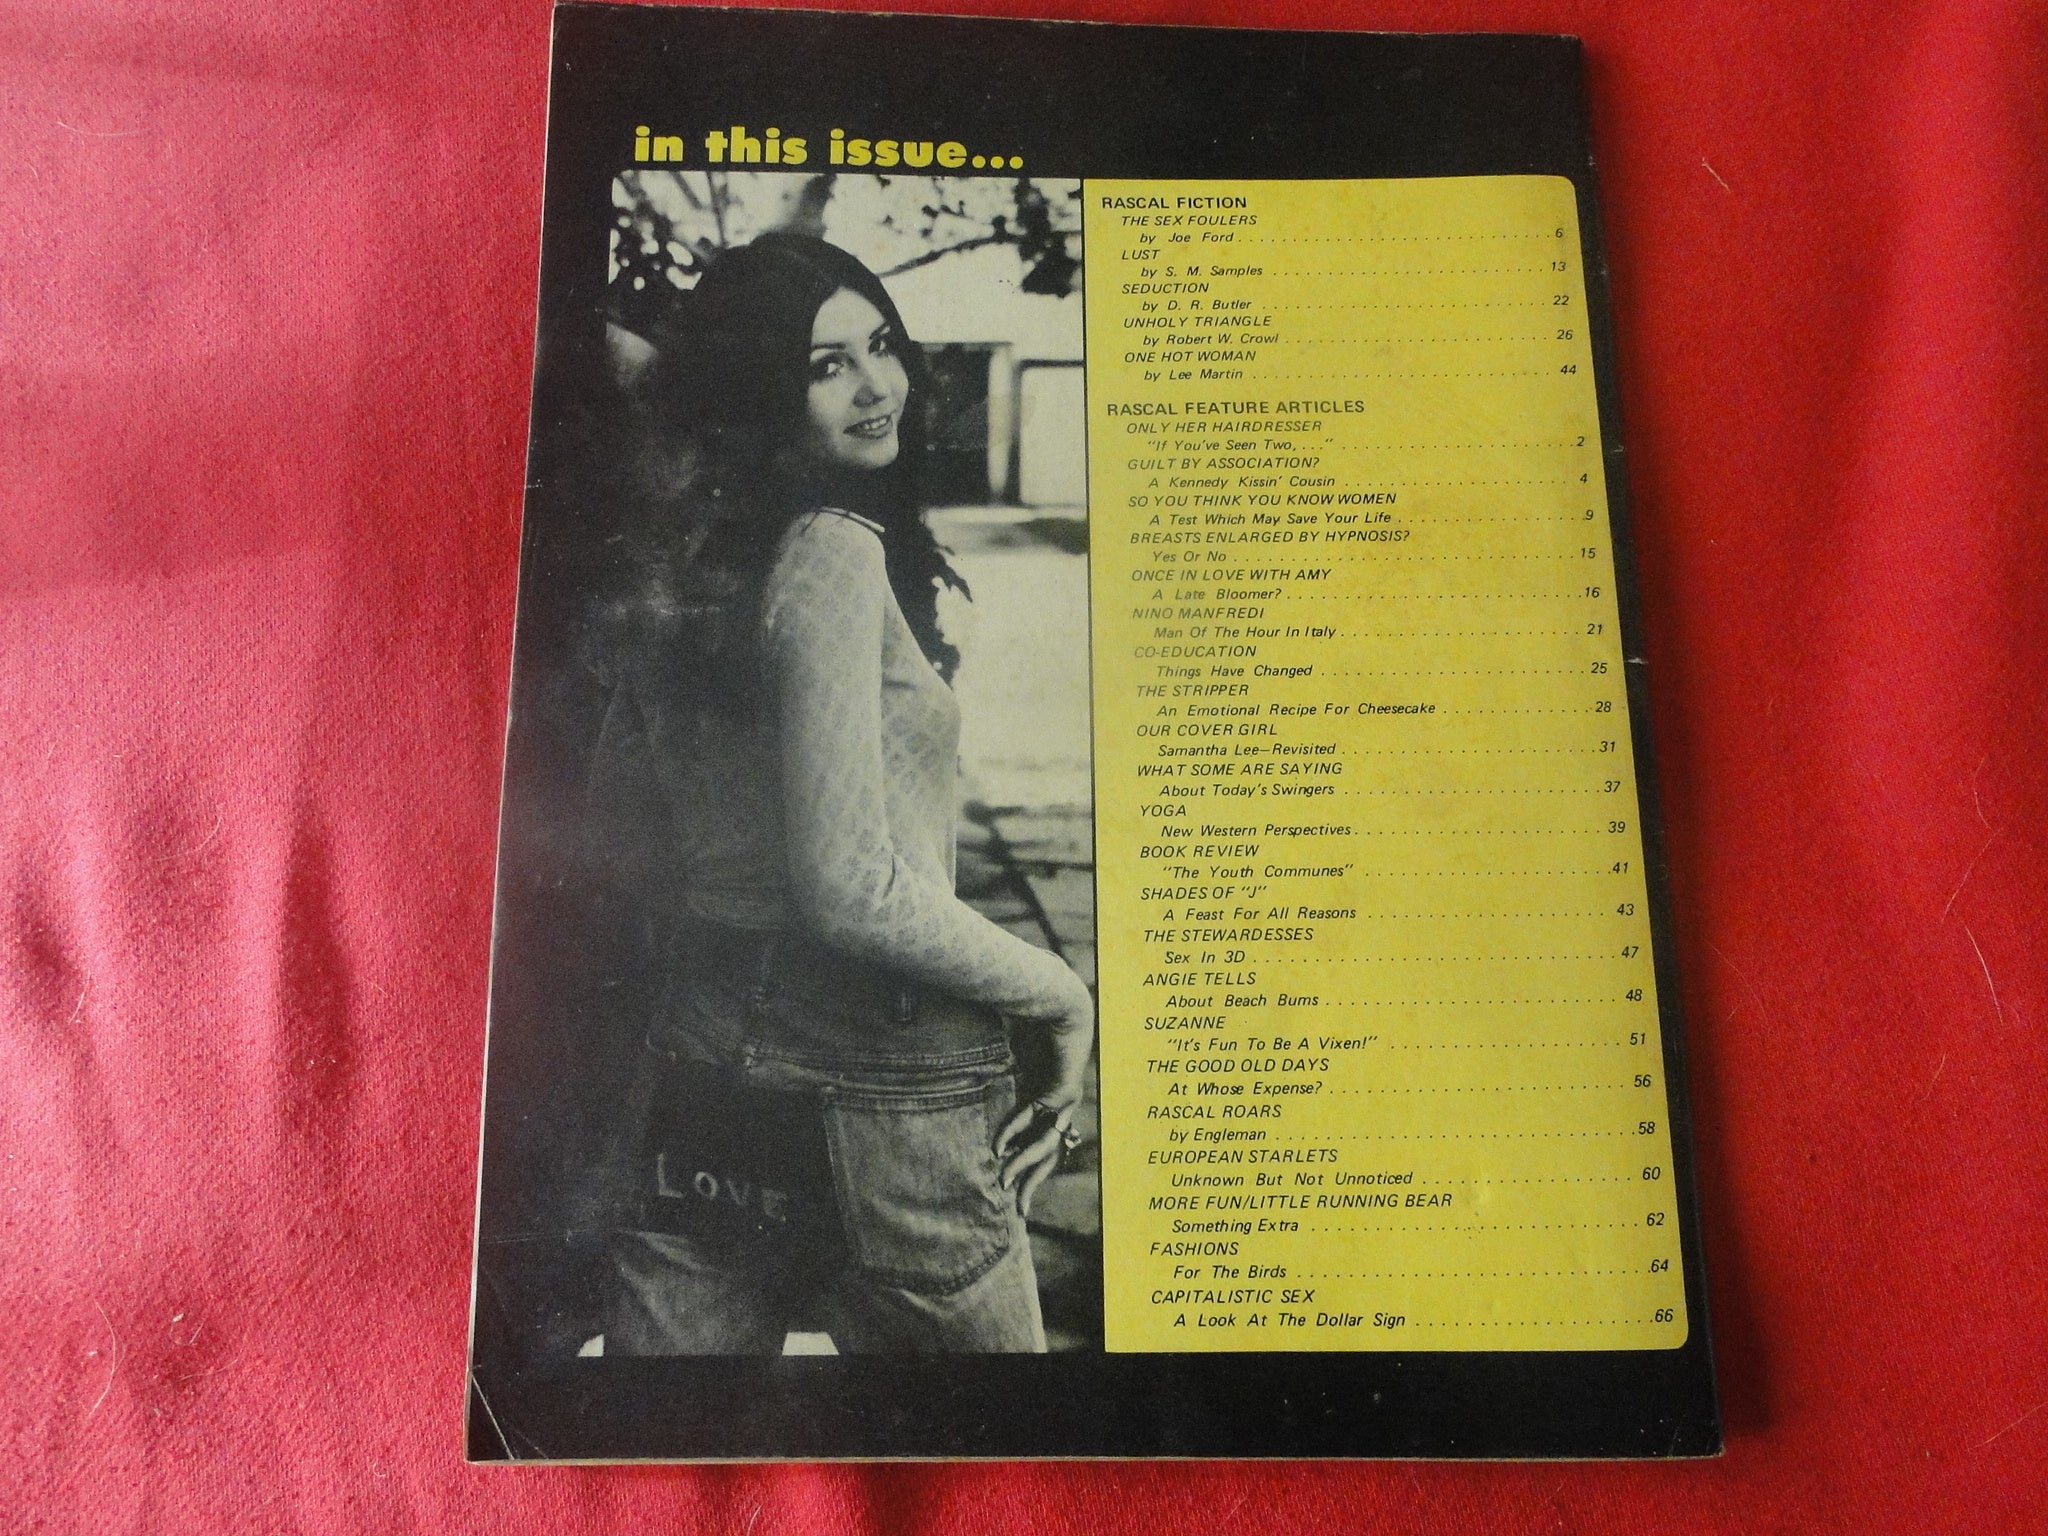 in this issue...
RASCAL FICTION
THE SEX FOULERS
by Joe Ford . . . . . . . . . . . . . . . . . . . . . . . . . . . 6
LUST
by S. M. Samples . . . . . . . . . . . . . . . . . . . . . . . . 13
SEDUCTION
by D. R. Butler . . . . . . . . . . . . . . . . . . . . . . . . . 22
UNHOLY TRIANGLE
by Robert W. Crowl . . . . . . . . . . . . . . . . . . . . . . . 26
ONE HOT WOMAN
by Lee Martin . . . . . . . . . . . . . . . . . . . . . . . . . . 44
RASCAL FEATURE ARTICLES
ONLY HER HAIRDRESSER
"If You've Seen Two, . . ." . . . . . . . . . . . . . . . . . . . 2
GUILT BY ASSOCIATION?
A Kennedy Kissin' Cousin . . . . . . . . . . . . . . . . . . . 4
SO YOU THINK YOU KNOW WOMEN
A Test Which May Save Your Life . . . . . . . . . . . . . . . 9
BREASTS ENLARGED BY HYPNOSIS?
Yes Or No . . . . . . . . . . . . . . . . . . . . . . . . . . . . 15
ONCE IN LOVE WITH AMY
A Late Bloomer? . . . . . . . . . . . . . . . . . . . . . . . . 16
NINO MANFREDI
Man Of The Hour In Italy . . . . . . . . . . . . . . . . . . . 21
CO-EDUCATION
Things Have Changed . . . . . . . . . . . . . . . . . . . . . 25
THE STRIPPER
An Emotional Recipe For Cheesecake . . . . . . . . . . . . 28
OUR COVER GIRL
Samantha Lee—Revisited . . . . . . . . . . . . . . . . . . . 31
WHAT SOME ARE SAYING
About Today's Swingers . . . . . . . . . . . . . . . . . . . . 37
YOGA
New Western Perspectives . . . . . . . . . . . . . . . . . . . 39
BOOK REVIEW
"The Youth Communes" . . . . . . . . . . . . . . . . . . . . 41
SHADES OF "J"
A Feast For All Reasons . . . . . . . . . . . . . . . . . . . 43
THE STEWARDESSES
Sex In 3D . . . . . . . . . . . . . . . . . . . . . . . . . . . . 47
ANGIE TELLS
About Beach Bums . . . . . . . . . . . . . . . . . . . . . . . 48
SUZANNE
"It's Fun To Be A Vixen!" . . . . . . . . . . . . . . . . . . . 51
THE GOOD OLD DAYS
At Whose Expense? . . . . . . . . . . . . . . . . . . . . . . . 56
RASCAL ROARS
by Engleman . . . . . . . . . . . . . . . . . . . . . . . . . . . 58
EUROPEAN STARLETS
Unknown But Not Unnoticed . . . . . . . . . . . . . . . . . 60
MORE FUN/LITTLE RUNNING BEAR
Something Extra . . . . . . . . . . . . . . . . . . . . . . . . . 62
FASHIONS
For The Birds . . . . . . . . . . . . . . . . . . . . . . . . . . 64
CAPITALISTIC SEX
A Look At The Dollar Sign . . . . . . . . . . . . . . . . . . . 66
LOVE